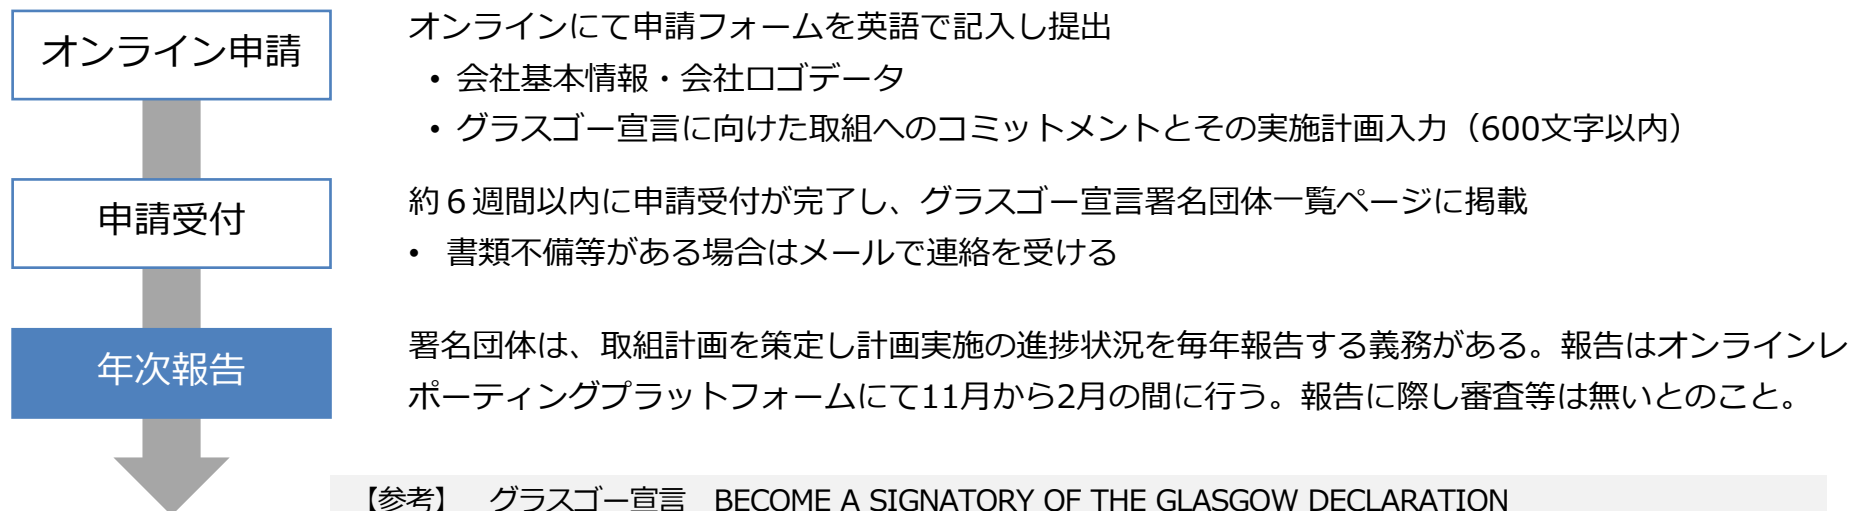 オンライン申請
オンラインにて申請フォームを英語で記入し提出
• 会社基本情報・会社ロゴデータ
• グラスゴー宣言に向けた取組へのコミットメントとその実施計画入力（600文字以内）
申請受付
約６週間以内に申請受付が完了し、グラスゴー宣言署名団体一覧ページに掲載
• 書類不備等がある場合はメールで連絡を受ける
年次報告
署名団体は、取組計画を策定し計画実施の進捗状況を毎年報告する義務がある。報告はオンラインレ
ポーティングプラットフォームにて11月から2月の間に行う。報告に際し審査等は無いとのこと。
【参考】　グラスゴー宣言　BECOME A SIGNATORY OF THE GLASGOW DECLARATION